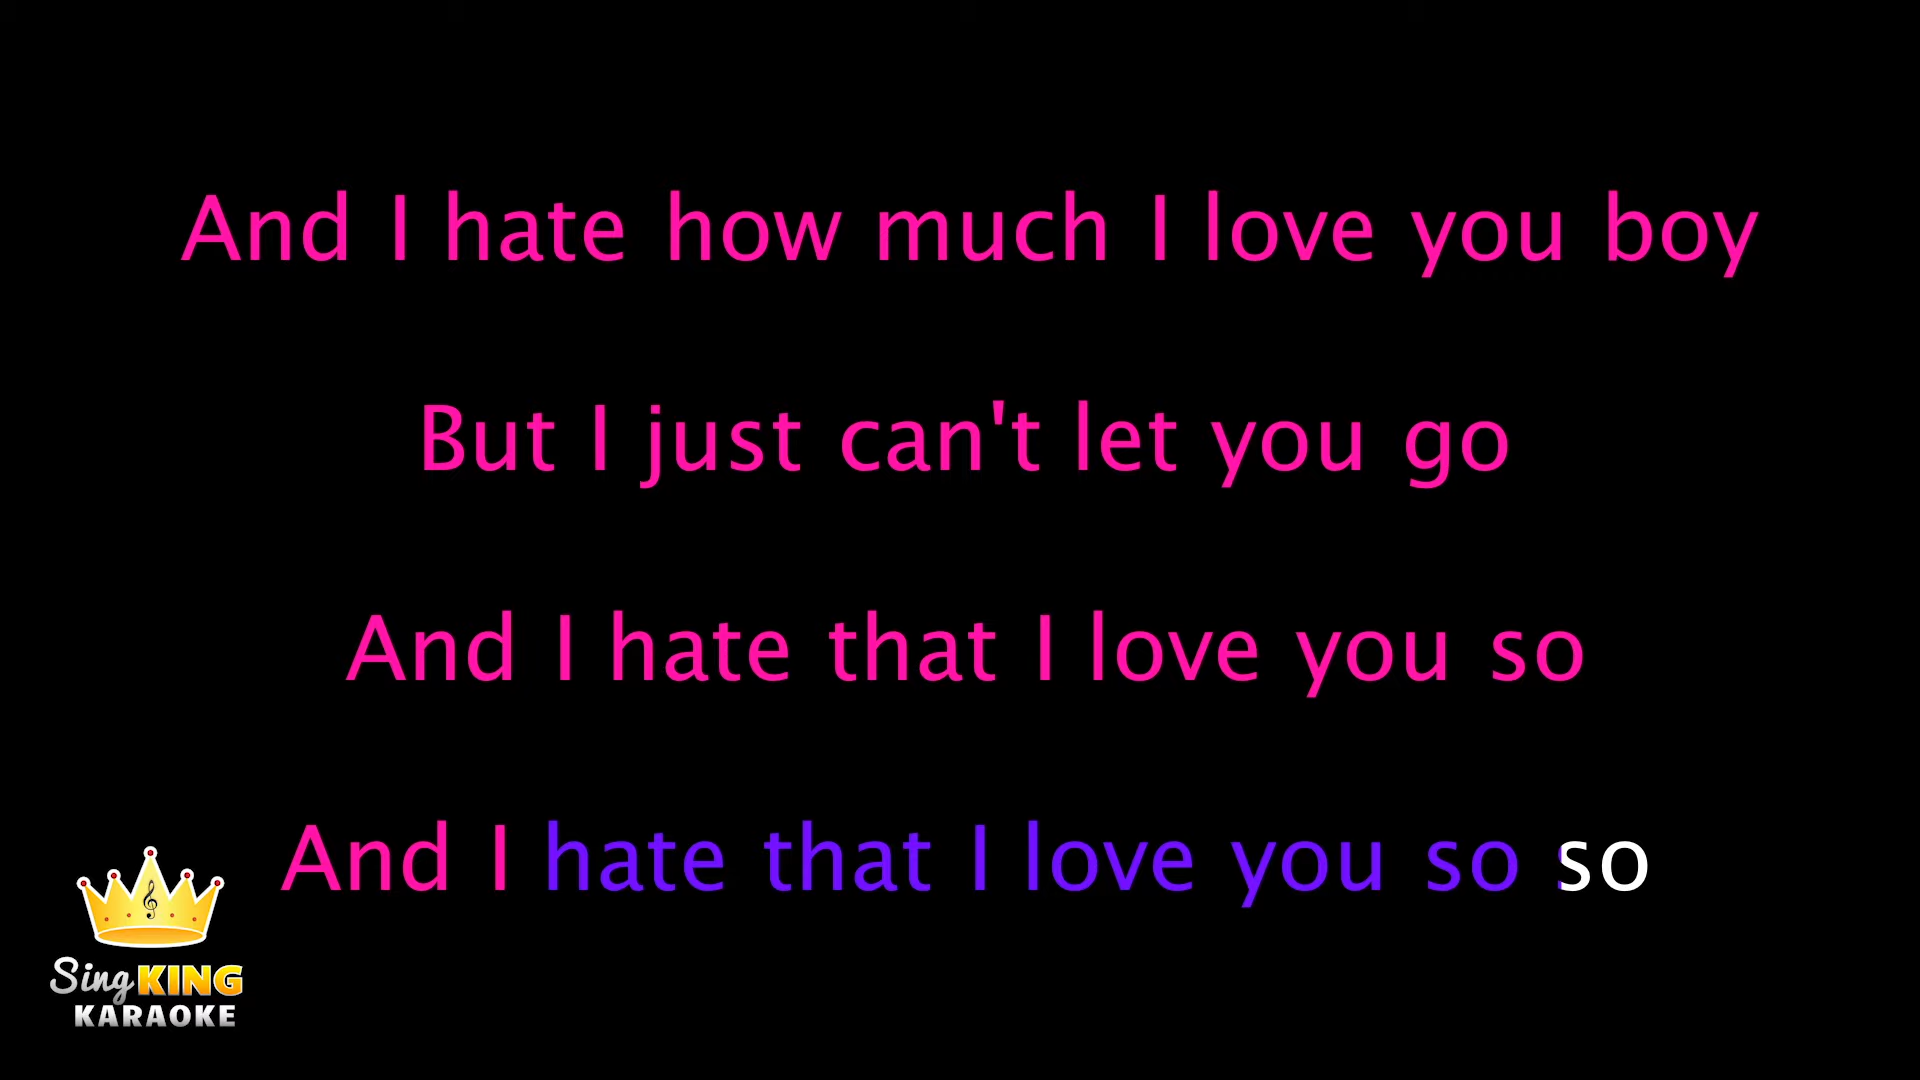 And I hate how much I love you boy
But I just can't let you go
And I hate that I love you so
And I hate that I love you so so
Sing KING
KARAOKE